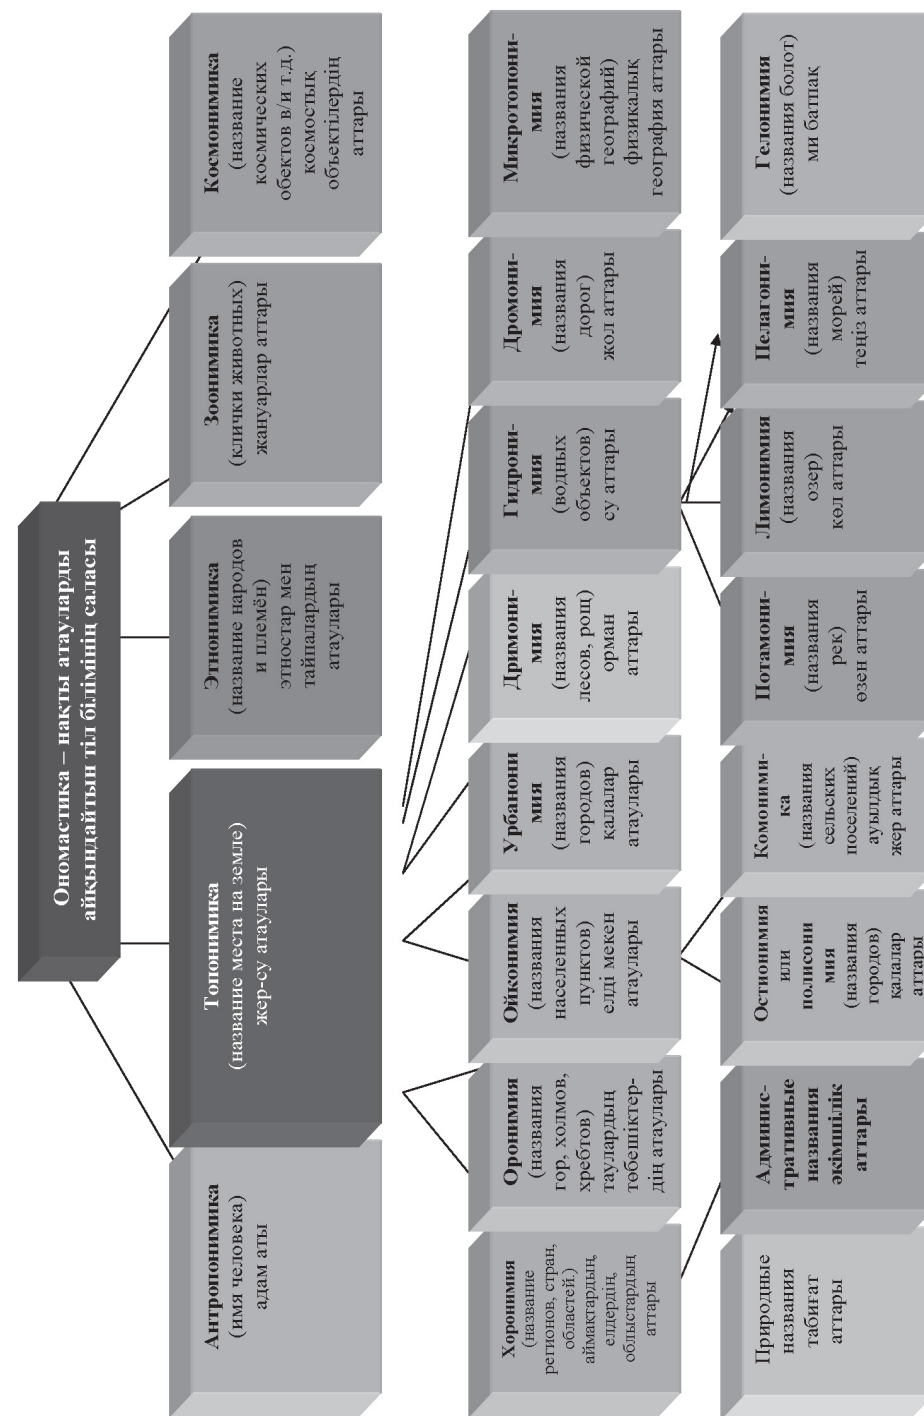 Ономастика – нақты атауларды
айқындайтын тіл білімінің саласы
Антропонимика
(имя человека)
адам аты
Топонимика
(название места на земле)
жер-су атаулары
Этнонимика
(название народов
и племён)
этностар мен
тайпалардың
атаулары
Зоонимика
(клички животных)
жануарлар аттары
Космонимика
(название
космических
обектов в/и т.д.)
космостық
объектілердің
аттары
Хоронимия
(название
регионов, стран,
областей.)
аймақтардың,
елдердің,
облыстардың
аттары
Оронимия
(названия
гор, холмов,
хребтов)
таулардың
төбешіктер-
дің атаулары
Ойконимия
(названия
населенных
пунктов)
елді мекен
атаулары
Урбанони
мия
(названия
городов)
қалалар
атаулары
Дримони-
мия
(названия
лесов, рощ)
орман
аттары
Гидрони-
мия
(водных
объектов)
су аттары
Дромони-
мия
(названия
дорог)
жол аттары
Микротопони-
мия
(названия
физической
географий)
физикалық
география аттары
Природные
названия
табиғат
аттары
Админис-
тративные
названия
әкімшілік
аттары
Остионимия
или
полисони
мия
(названия
городов)
қалалар
аттары
Комоними-
ка
(названия
сельских
поселений)
ауылдық
жер аттары
Потамони-
мия
(названия
рек)
өзен аттары
Лимонимия
(названия
озер)
көл аттары
Пелагони-
мия
(названия
морей)
теңіз аттары
Гелонимия
(названия болот)
ми батпақ